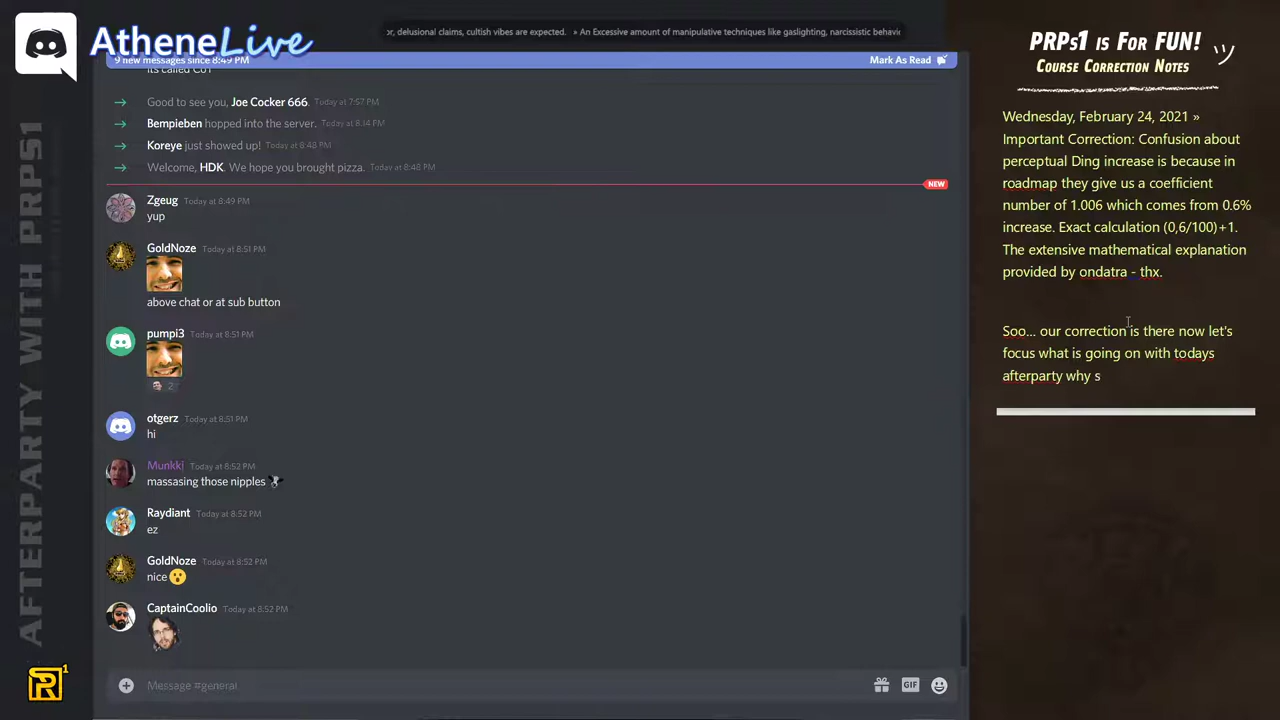 AtheneLive
or, delusional claims, cultish vibes are expected. » An Excessive amount of manipulative techniques like gaslighting, narcissistic behavi
9 new messages since 8:49 PM
Mark As Read
its called CoT
Good to see you, Joe Cocker 666. Today at 7:57 PM
Bempieben hopped into the server. Today at 8:14 PM
Koreye just showed up! Today at 8:48 PM
Welcome, HDK. We hope you brought pizza. Today at 8:48 PM
NEW
Zgeug Today at 8:49 PM
yup
GoldNoze Today at 8:51 PM
above chat or at sub button
pumpi3 Today at 8:51 PM
2
otgerz Today at 8:51 PM
hi
Munkki Today at 8:52 PM
massasing those nipples
Raydiant Today at 8:52 PM
ez
GoldNoze Today at 8:52 PM
nice 😮
CaptainCoolio Today at 8:52 PM
Message #general
GIF
AFTERPARTY WITH PRPS1
R1
PRPs1 is For FUN!
Course Correction Notes
ツ
Wednesday, February 24, 2021 »
Important Correction: Confusion about
perceptual Ding increase is because in
roadmap they give us a coefficient
number of 1.006 which comes from 0.6%
increase. Exact calculation (0,6/100)+1.
The extensive mathematical explanation
provided by ondatra - thx.
Soo... our correction is there now let's
focus what is going on with todays
afterparty why s